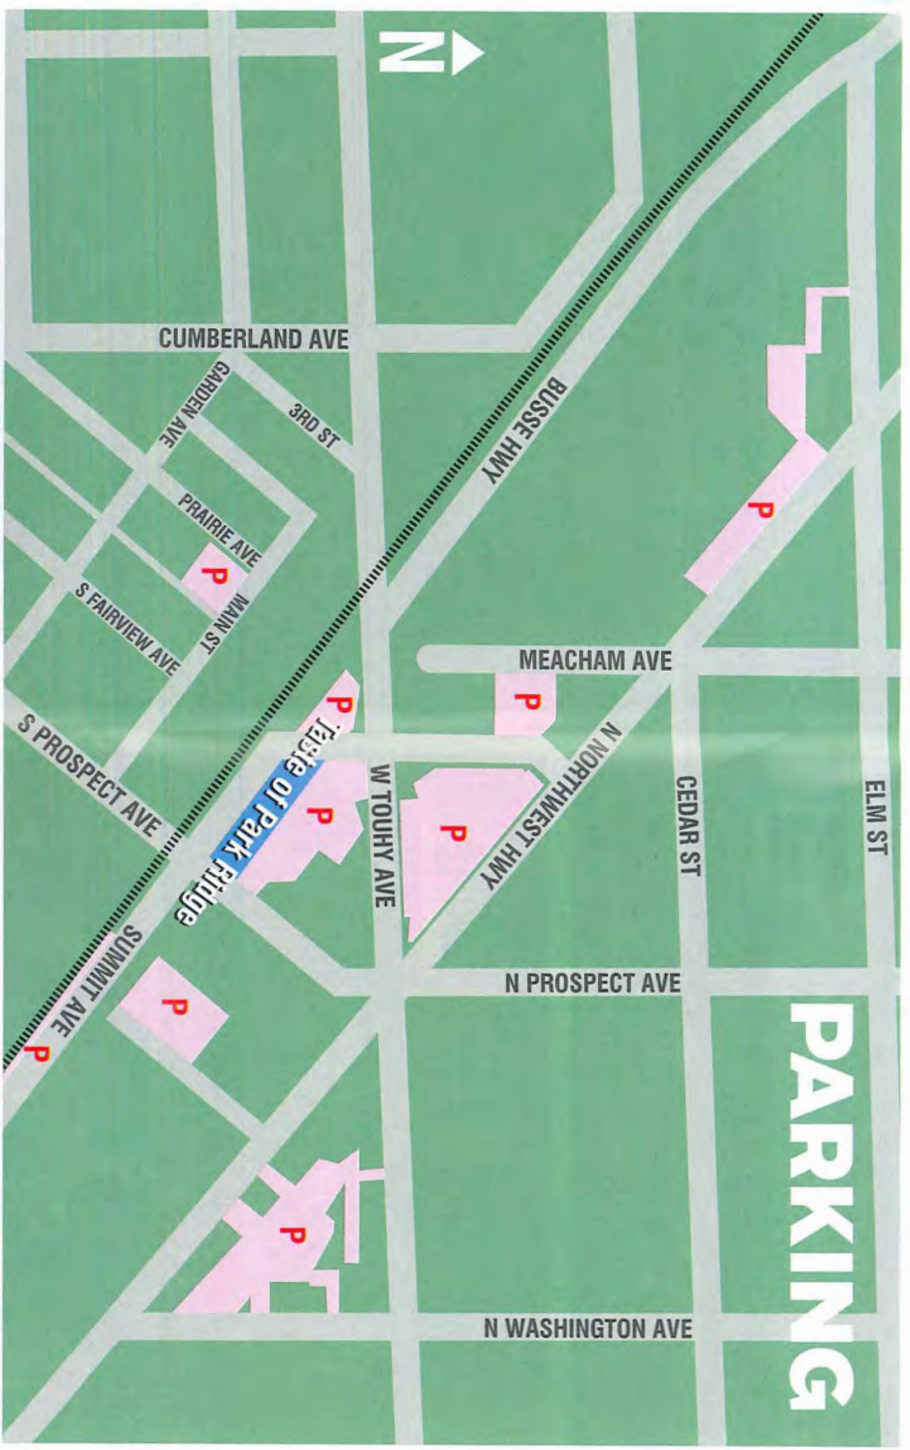 PARKING
ELM ST
CEDAR ST
MEACHAM AVE
N PROSPECT AVE
N WASHINGTON AVE
P
BUSSE HWY
N NORTHWEST HWY
P
P
N
W TOUHY AVE
CUMBERLAND AVE
3RD ST
P
P
Taste of Park Ridge
P
GARDEN AVE
PRAIRIE AVE
P
MAIN ST
S FAIRVIEW AVE
S PROSPECT AVE
P
SUMMIT AVE
P